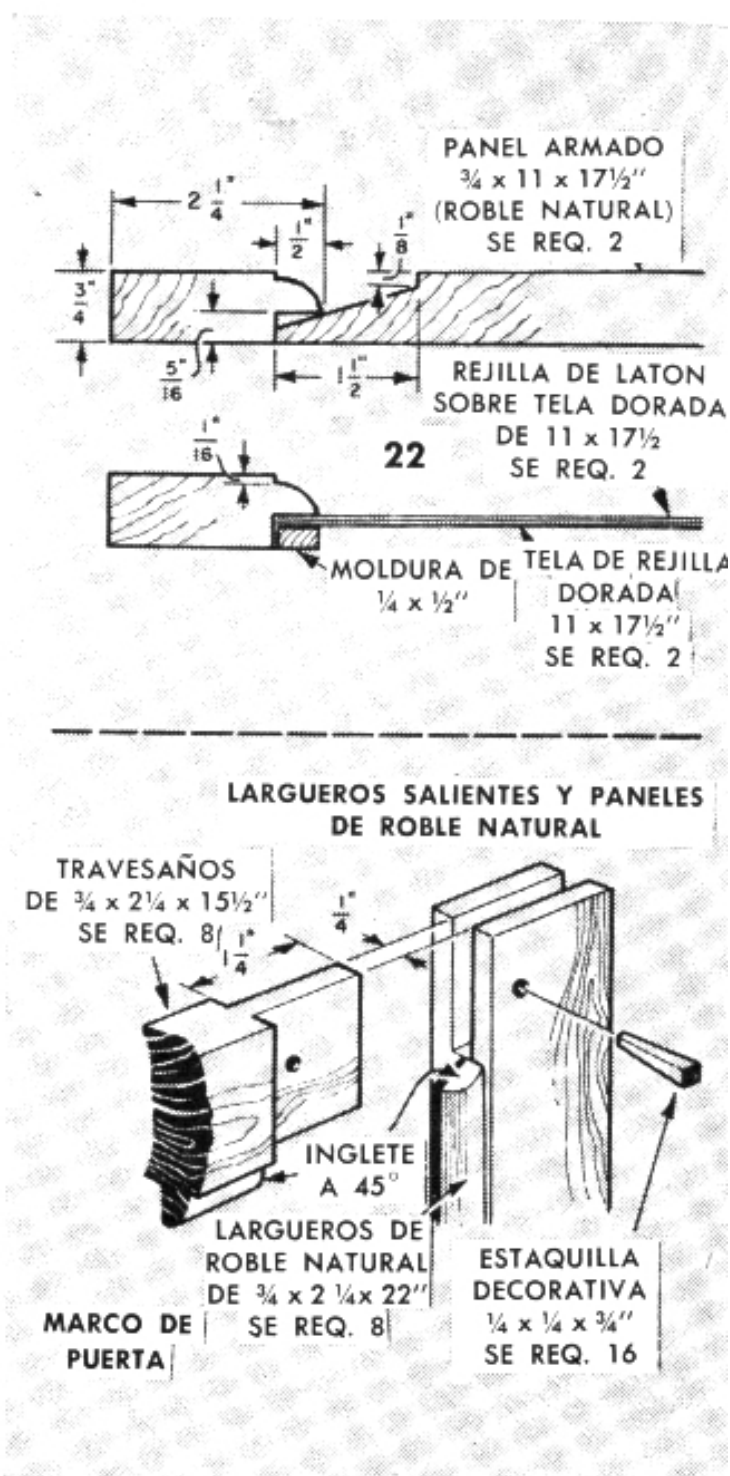 PANEL ARMADO
¾ x 11 x 17½"
(ROBLE NATURAL)
SE REQ. 2
2 1/4"
1/2"
1/8"
3/4"
5/16"
1 1/2"
REJILLA DE LATON
SOBRE TELA DORADA
DE 11 x 17½
SE REQ. 2
1/16"
22
MOLDURA DE
¼ x ½"
TELA DE REJILLA
DORADA
11 x 17½"
SE REQ. 2
LARGUEROS SALIENTES Y PANELES
DE ROBLE NATURAL
TRAVESAÑOS
DE ¾ x 2¼ x 15½"
SE REQ. 8
1 1/4"
1/4"
INGLETE
A 45°
LARGUEROS DE
ROBLE NATURAL
DE ¾ x 2 ¼ x 22"
SE REQ. 8
MARCO DE
PUERTA
ESTAQUILLA
DECORATIVA
¼ x ¼ x ¾"
SE REQ. 16